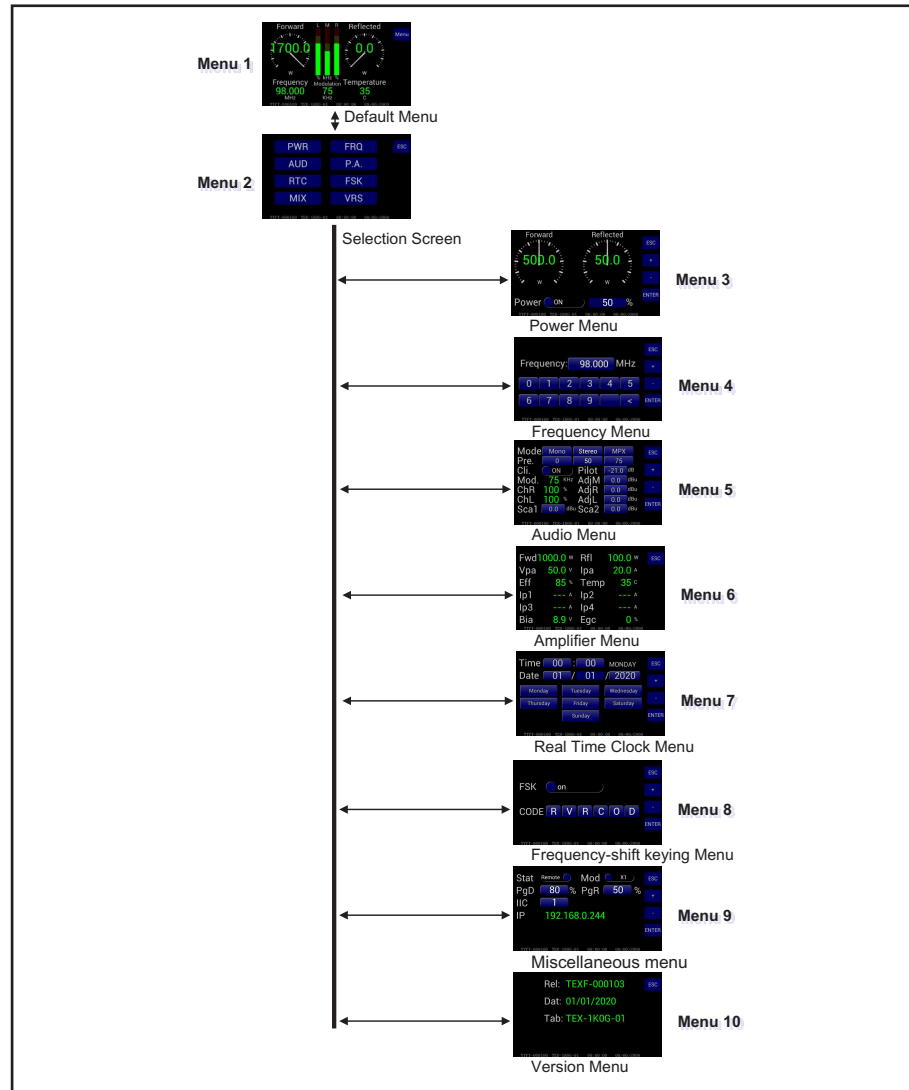 Menu 1
Forward L M R Reflected Menu
1700.0 0.0
W W
% kHz %
Frequency Modulation Temperature
98.000 75 35
MHz KHz C
Default Menu
Menu 2
PWR FRQ ESC
AUD P.A.
RTC FSK
MIX VRS
Selection Screen
Forward Reflected ESC
500.0 50.0 +
W W -
Power ON 50 % ENTER
Menu 3
Power Menu
ESC
Frequency: 98.000 MHz +
0 1 2 3 4 5 -
6 7 8 9 < ENTER
Menu 4
Frequency Menu
Mode Mono Stereo MPX ESC
Pre. 0 50 75
Cli. ON Pilot -21.0 dB +
Mod. 75 KHz AdjM 0.0 dBu
ChR 100 % AdjR 0.0 dBu -
ChL 100 % AdjL 0.0 dBu ENTER
Sca1 0.0 dBu Sca2 0.0 dBu
Menu 5
Audio Menu
Fwd 1000.0 W Rfl 100.0 W ESC
Vpa 50.0 V Ipa 20.0 A
Eff 85 % Temp 35 C
Ip1 --- A Ip2 --- A
Ip3 --- A Ip4 --- A
Bia 8.9 V Egc 0 %
Menu 6
Amplifier Menu
Time 00 : 00 MONDAY ESC
Date 01 / 01 / 2020 +
Monday Tuesday Wednesday
Thursday Friday Saturday -
Sunday ENTER
Menu 7
Real Time Clock Menu
ESC
FSK on +
CODE R V R C O D -
ENTER
Menu 8
Frequency-shift keying Menu
Stat Remote Mod X1 ESC
PgD 80 % PgR 50 % +
IIC 1
IP 192.168.0.244 -
ENTER
Menu 9
Miscellaneous menu
Rel: TEXF-000103 ESC
Dat: 01/01/2020
Tab: TEX-1K0G-01
Menu 10
Version Menu